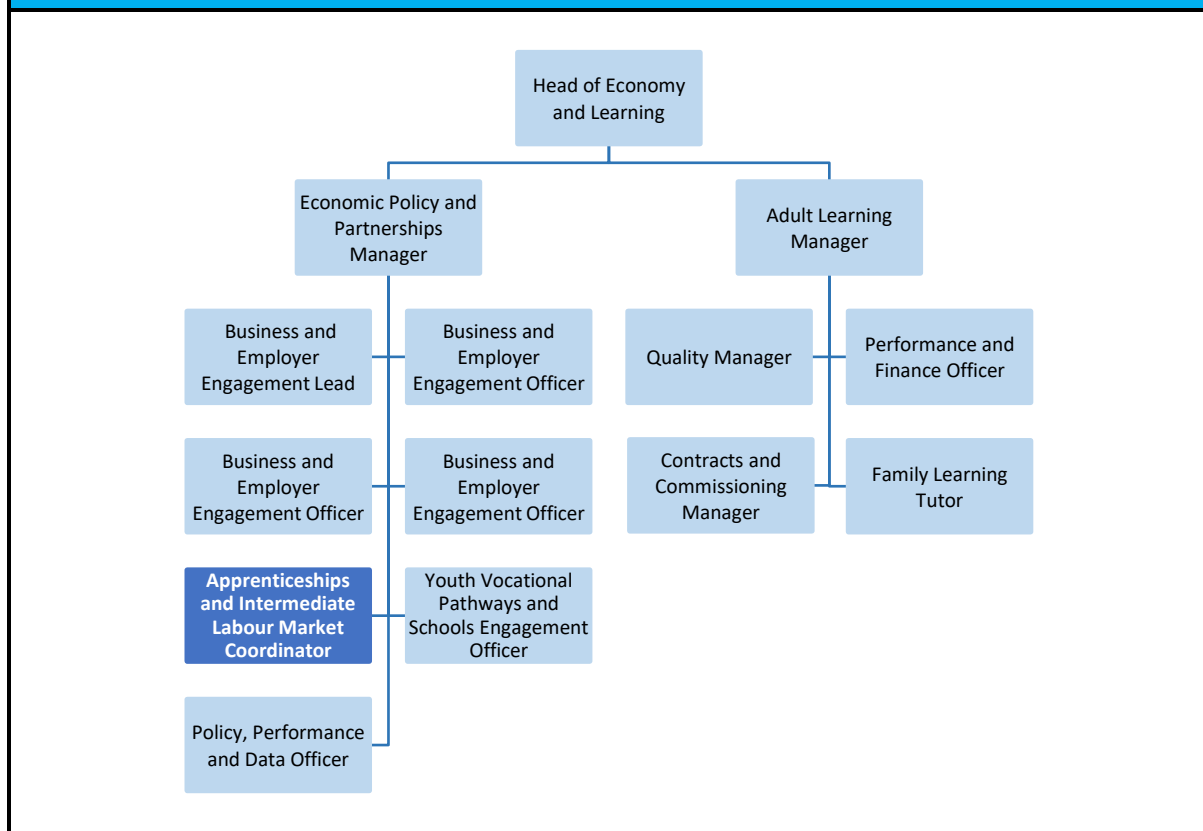 Head of Economy
and Learning
Economic Policy and
Partnerships
Manager
Adult Learning
Manager
Business and
Employer
Engagement Lead
Business and
Employer
Engagement Officer
Quality Manager
Performance and
Finance Officer
Business and
Employer
Engagement Officer
Business and
Employer
Engagement Officer
Contracts and
Commissioning
Manager
Family Learning
Tutor
Apprenticeships
and Intermediate
Labour Market
Coordinator
Youth Vocational
Pathways and
Schools Engagement
Officer
Policy, Performance
and Data Officer